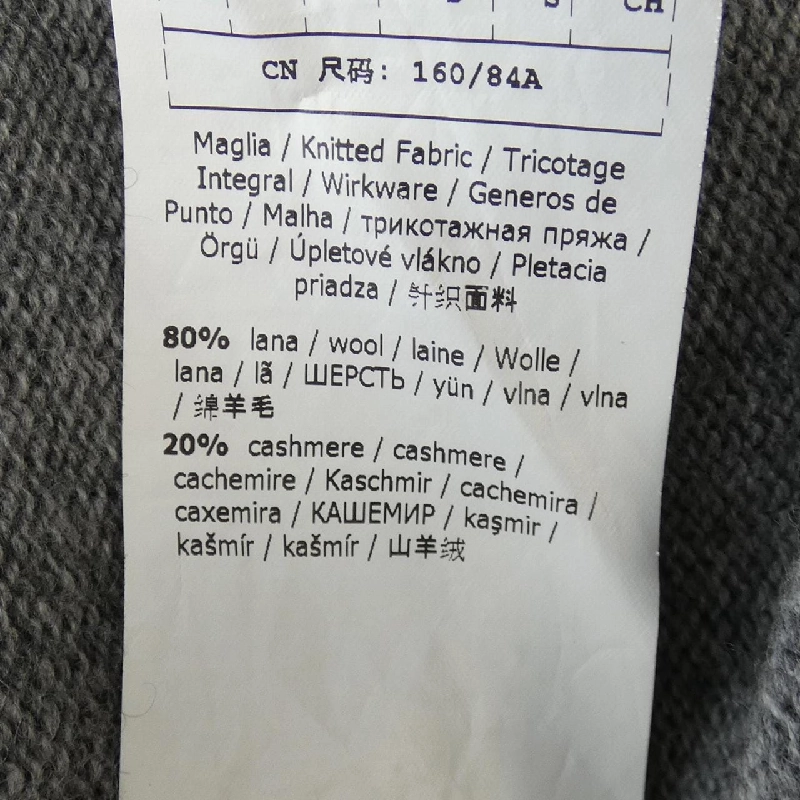 CH
CN 尺码: 160/84A
Maglia / Knitted Fabric / Tricotage
Integral / Wirkware / Generos de
Punto / Malha / трикотажная пряжа /
Örgü / Úpletové vlákno / Pletacia
priadza / 针织面料
80% lana / wool / laine / Wolle /
lana / lã / ШЕРСТЬ / yün / vlna / vlna
/ 绵羊毛
20% cashmere / cashmere /
cachemire / Kaschmir / cachemira /
caxemira / КАШЕМИР / kaşmir /
kašmír / kašmír / 山羊绒